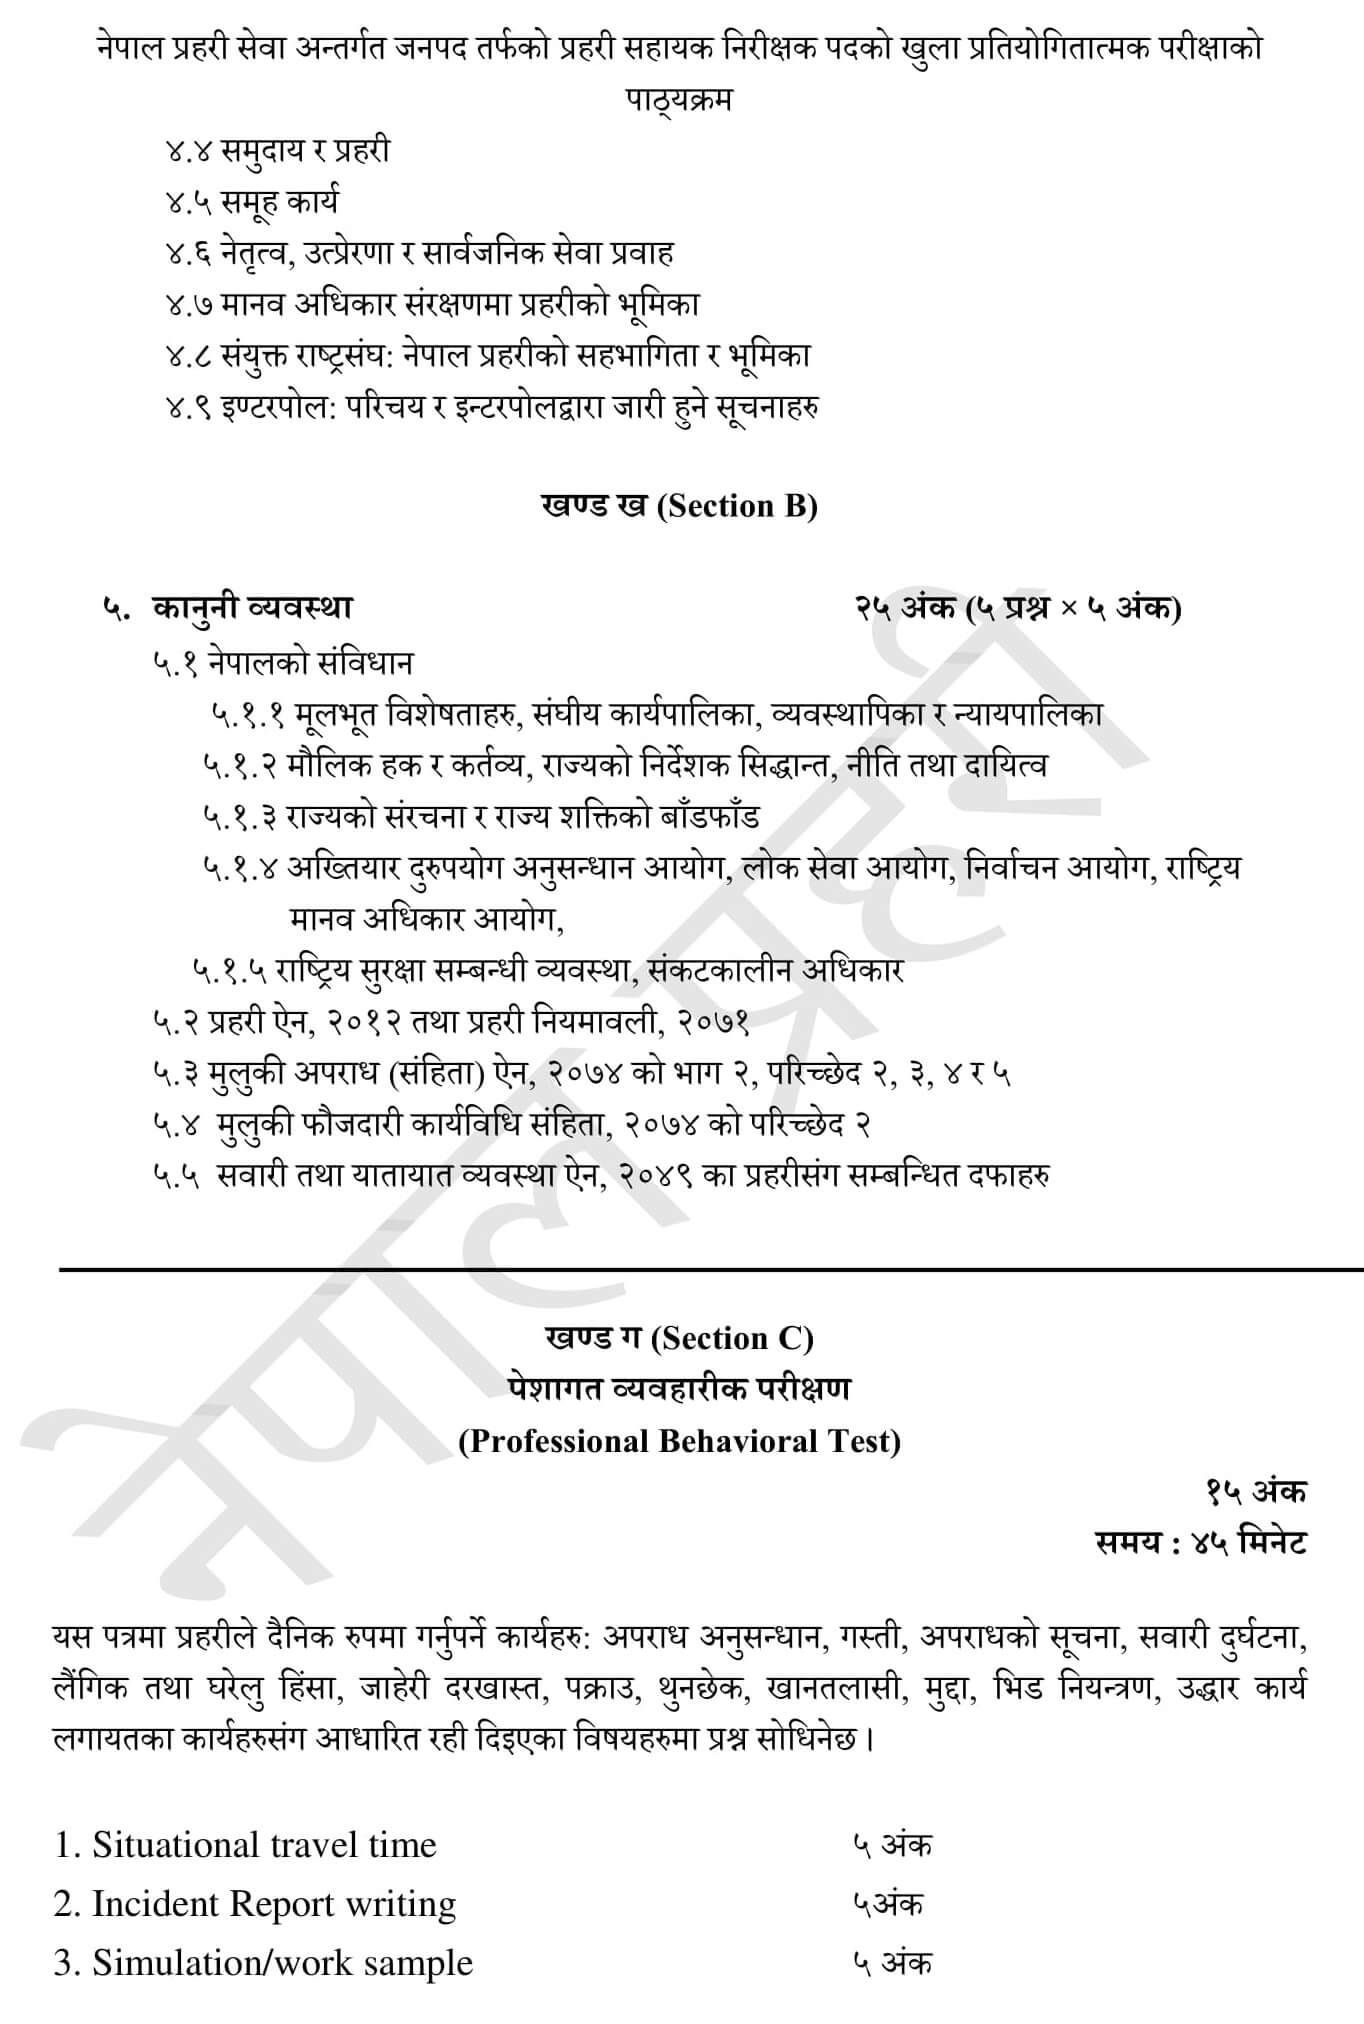 नेपाल प्रहरी सेवा अन्तर्गत जनपद तर्फको प्रहरी सहायक निरीक्षक पदको खुला प्रतियोगितात्मक परीक्षाको
पाठ्यक्रम
४.४ समुदाय र प्रहरी
४.५ समूह कार्य
४.६ नेतृत्व, उत्प्रेरणा र सार्वजनिक सेवा प्रवाह
४.७ मानव अधिकार संरक्षणमा प्रहरीको भूमिका
४.८ संयुक्त राष्ट्रसंघ: नेपाल प्रहरीको सहभागिता र भूमिका
४.९ इण्टरपोल: परिचय र इन्टरपोलद्वारा जारी हुने सूचनाहरु
खण्ड ख (Section B)
५. कानुनी व्यवस्था २५ अंक (५ प्रश्न × ५ अंक)
५.१ नेपालको संविधान
५.१.१ मूलभूत विशेषताहरु, संघीय कार्यपालिका, व्यवस्थापिका र न्यायपालिका
५.१.२ मौलिक हक र कर्तव्य, राज्यको निर्देशक सिद्धान्त, नीति तथा दायित्व
५.१.३ राज्यको संरचना र राज्य शक्तिको बाँडफाँड
५.१.४ अख्तियार दुरुपयोग अनुसन्धान आयोग, लोक सेवा आयोग, निर्वाचन आयोग, राष्ट्रिय
मानव अधिकार आयोग,
५.१.५ राष्ट्रिय सुरक्षा सम्बन्धी व्यवस्था, संकटकालीन अधिकार
५.२ प्रहरी ऐन, २०१२ तथा प्रहरी नियमावली, २०७१
५.३ मुलुकी अपराध (संहिता) ऐन, २०७४ को भाग २, परिच्छेद २, ३, ४ र ५
५.४ मुलुकी फौजदारी कार्यविधि संहिता, २०७४ को परिच्छेद २
५.५ सवारी तथा यातायात व्यवस्था ऐन, २०४९ का प्रहरीसंग सम्बन्धित दफाहरु
नेपाल प्रहरी
खण्ड ग (Section C)
पेशागत व्यवहारीक परीक्षण
(Professional Behavioral Test)
१५ अंक
समय : ४५ मिनेट
यस पत्रमा प्रहरीले दैनिक रुपमा गर्नुपर्ने कार्यहरु: अपराध अनुसन्धान, गस्ती, अपराधको सूचना, सवारी दुर्घटना,
लैंगिक तथा घरेलु हिंसा, जाहेरी दरखास्त, पक्राउ, थुनछेक, खानतलासी, मुद्दा, भिड नियन्त्रण, उद्धार कार्य
लगायतका कार्यहरुसंग आधारित रही दिइएका विषयहरुमा प्रश्न सोधिनेछ ।
1. Situational travel time ५ अंक
2. Incident Report writing ५अंक
3. Simulation/work sample ५ अंक